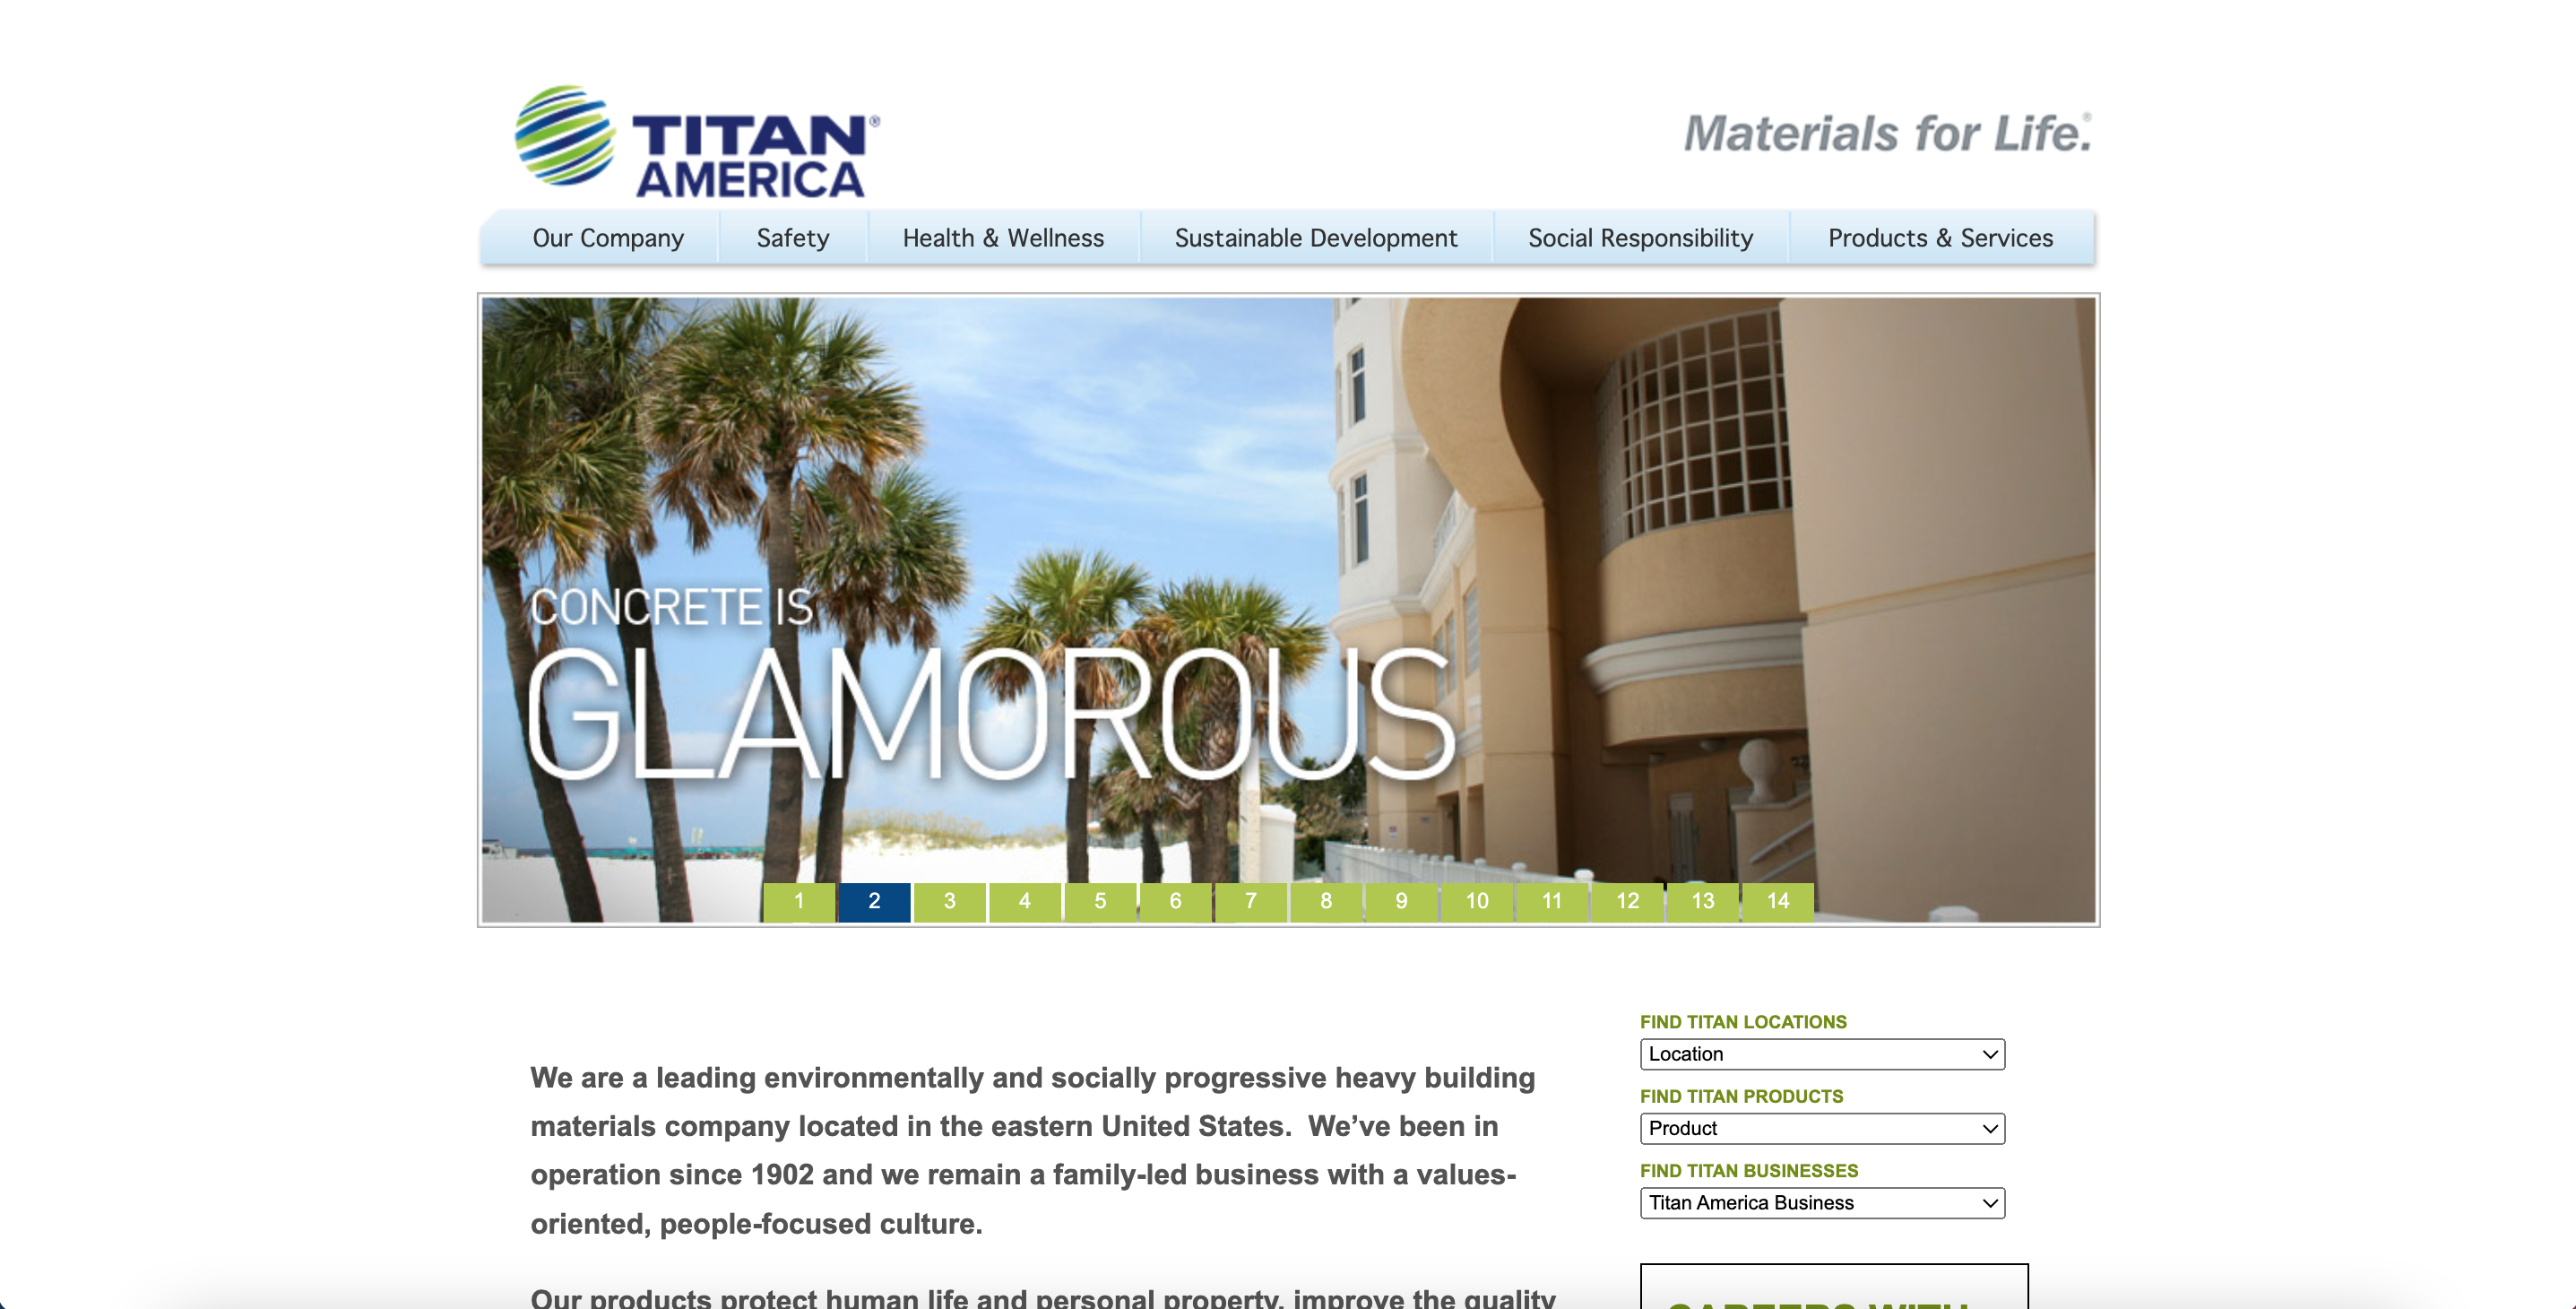 TITAN®
AMERICA
Materials for Life.®
Our Company
Safety
Health & Wellness
Sustainable Development
Social Responsibility
Products & Services
CONCRETE IS
GLAMOROUS
1 2 3 4 5 6 7 8 9 10 11 12 13 14
We are a leading environmentally and socially progressive heavy building
materials company located in the eastern United States.  We’ve been in
operation since 1902 and we remain a family-led business with a values-
oriented, people-focused culture.
Our products protect human life and personal property, improve the quality
FIND TITAN LOCATIONS
Location
FIND TITAN PRODUCTS
Product
FIND TITAN BUSINESSES
Titan America Business
CAREERS WITH